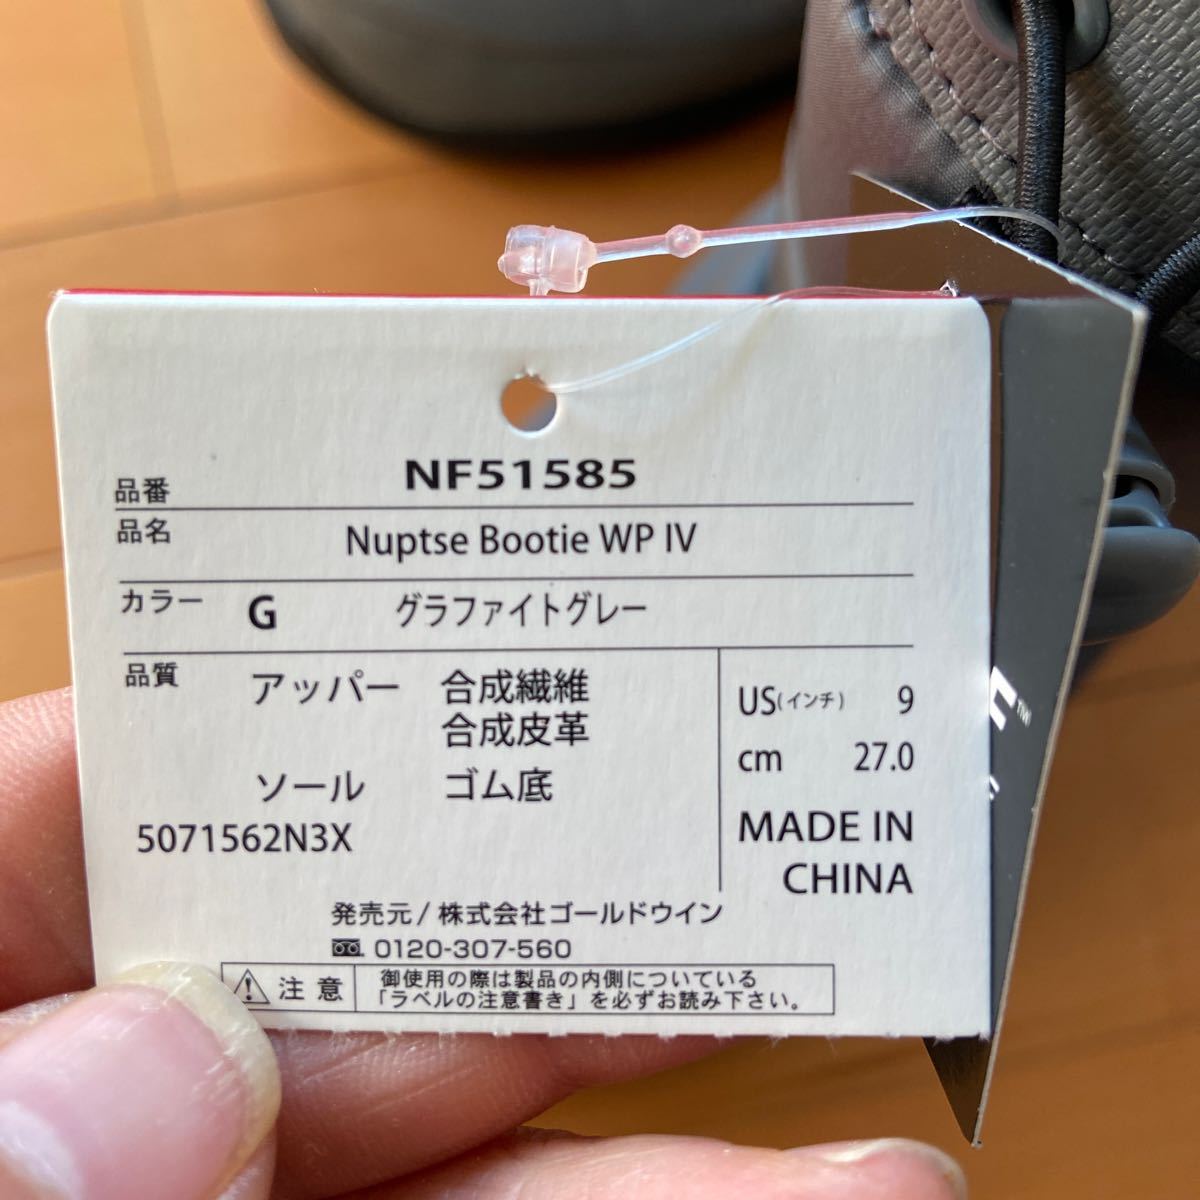 品番 NF51585
品名 Nuptse Bootie WP IV
カラー G グラファイトグレー
品質 アッパー 合成繊維
合成皮革
ソール ゴム底
5071562N3X
US(インチ) 9
cm 27.0
MADE IN
CHINA
発売元/株式会社ゴールドウイン
0120-307-560
注意 御使用の際は製品の内側についている
「ラベルの注意書き」を必ずお読み下さい。